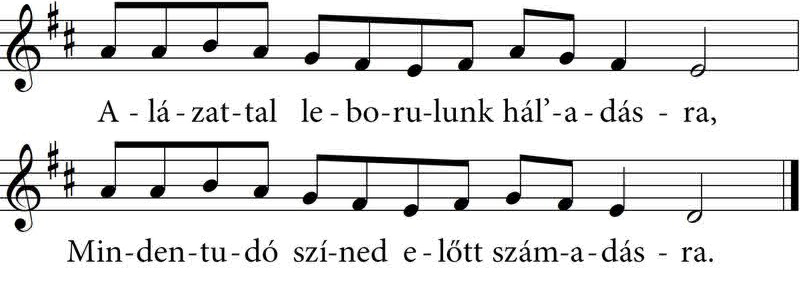 A - lá - zat - tal le - bo - ru - lunk hál’ - a - dás - ra,
Min - den - tu - dó szí - ned e - lőtt szám - a - dás - ra.